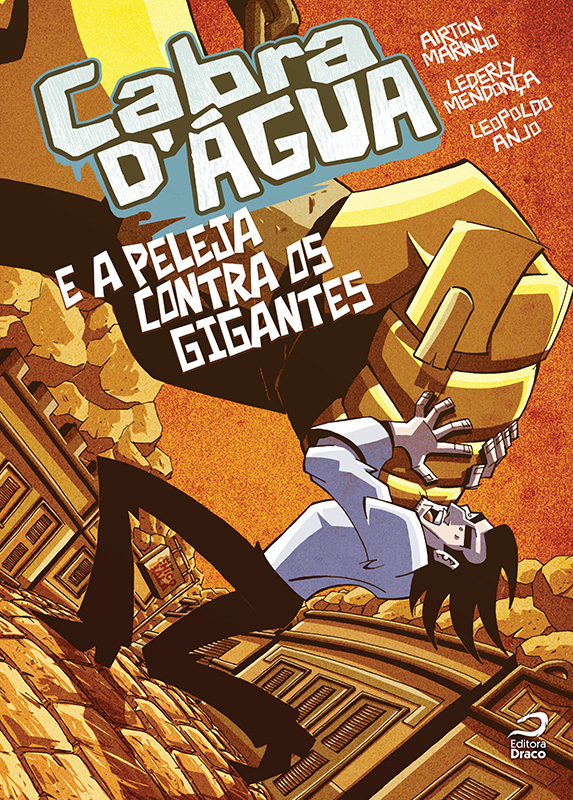 Cabra
D'ÁGUA
AIRTON
MARINHO
LEDERLY
MENDONÇA
LEOPOLDO
ANJO
E A PELEJA
CONTRA OS
GIGANTES
Editora
Draco